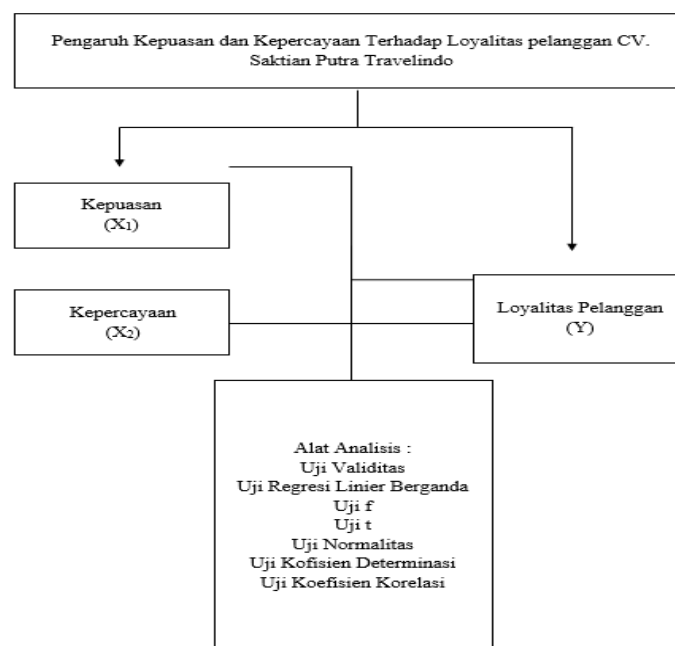 Pengaruh Kepuasan dan Kepercayaan Terhadap Loyalitas pelanggan CV.
Saktian Putra Travelindo
Kepuasan
(X₁)
Kepercayaan
(X₂)
Loyalitas Pelanggan
(Y)
Alat Analisis :
Uji Validitas
Uji Regresi Linier Berganda
Uji f
Uji t
Uji Normalitas
Uji Kofisien Determinasi
Uji Koefisien Korelasi